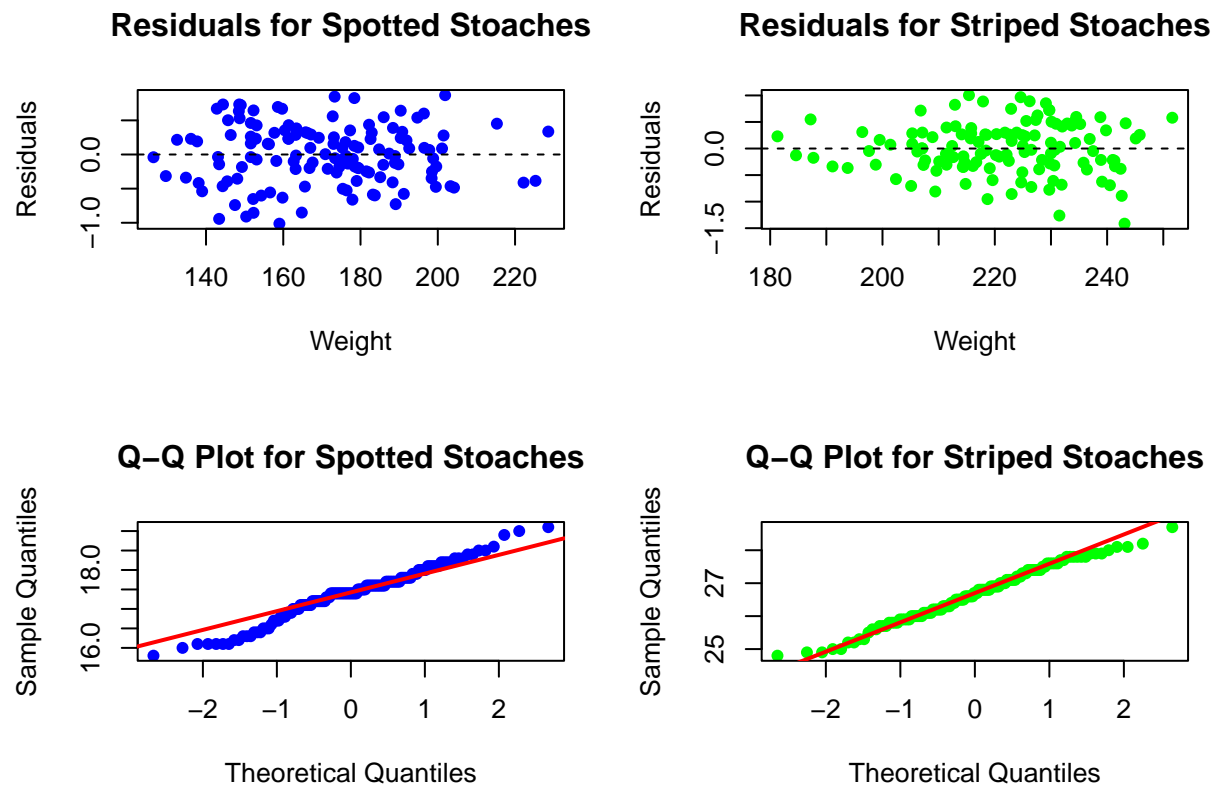 Residuals for Spotted Stoaches
Residuals
0.0
−1.0
140 160 180 200 220
Weight
Residuals for Striped Stoaches
Residuals
0.0
−1.5
180 200 220 240
Weight
Q−Q Plot for Spotted Stoaches
Sample Quantiles
18.0
16.0
−2 −1 0 1 2
Theoretical Quantiles
Q−Q Plot for Striped Stoaches
Sample Quantiles
27
25
−2 −1 0 1 2
Theoretical Quantiles